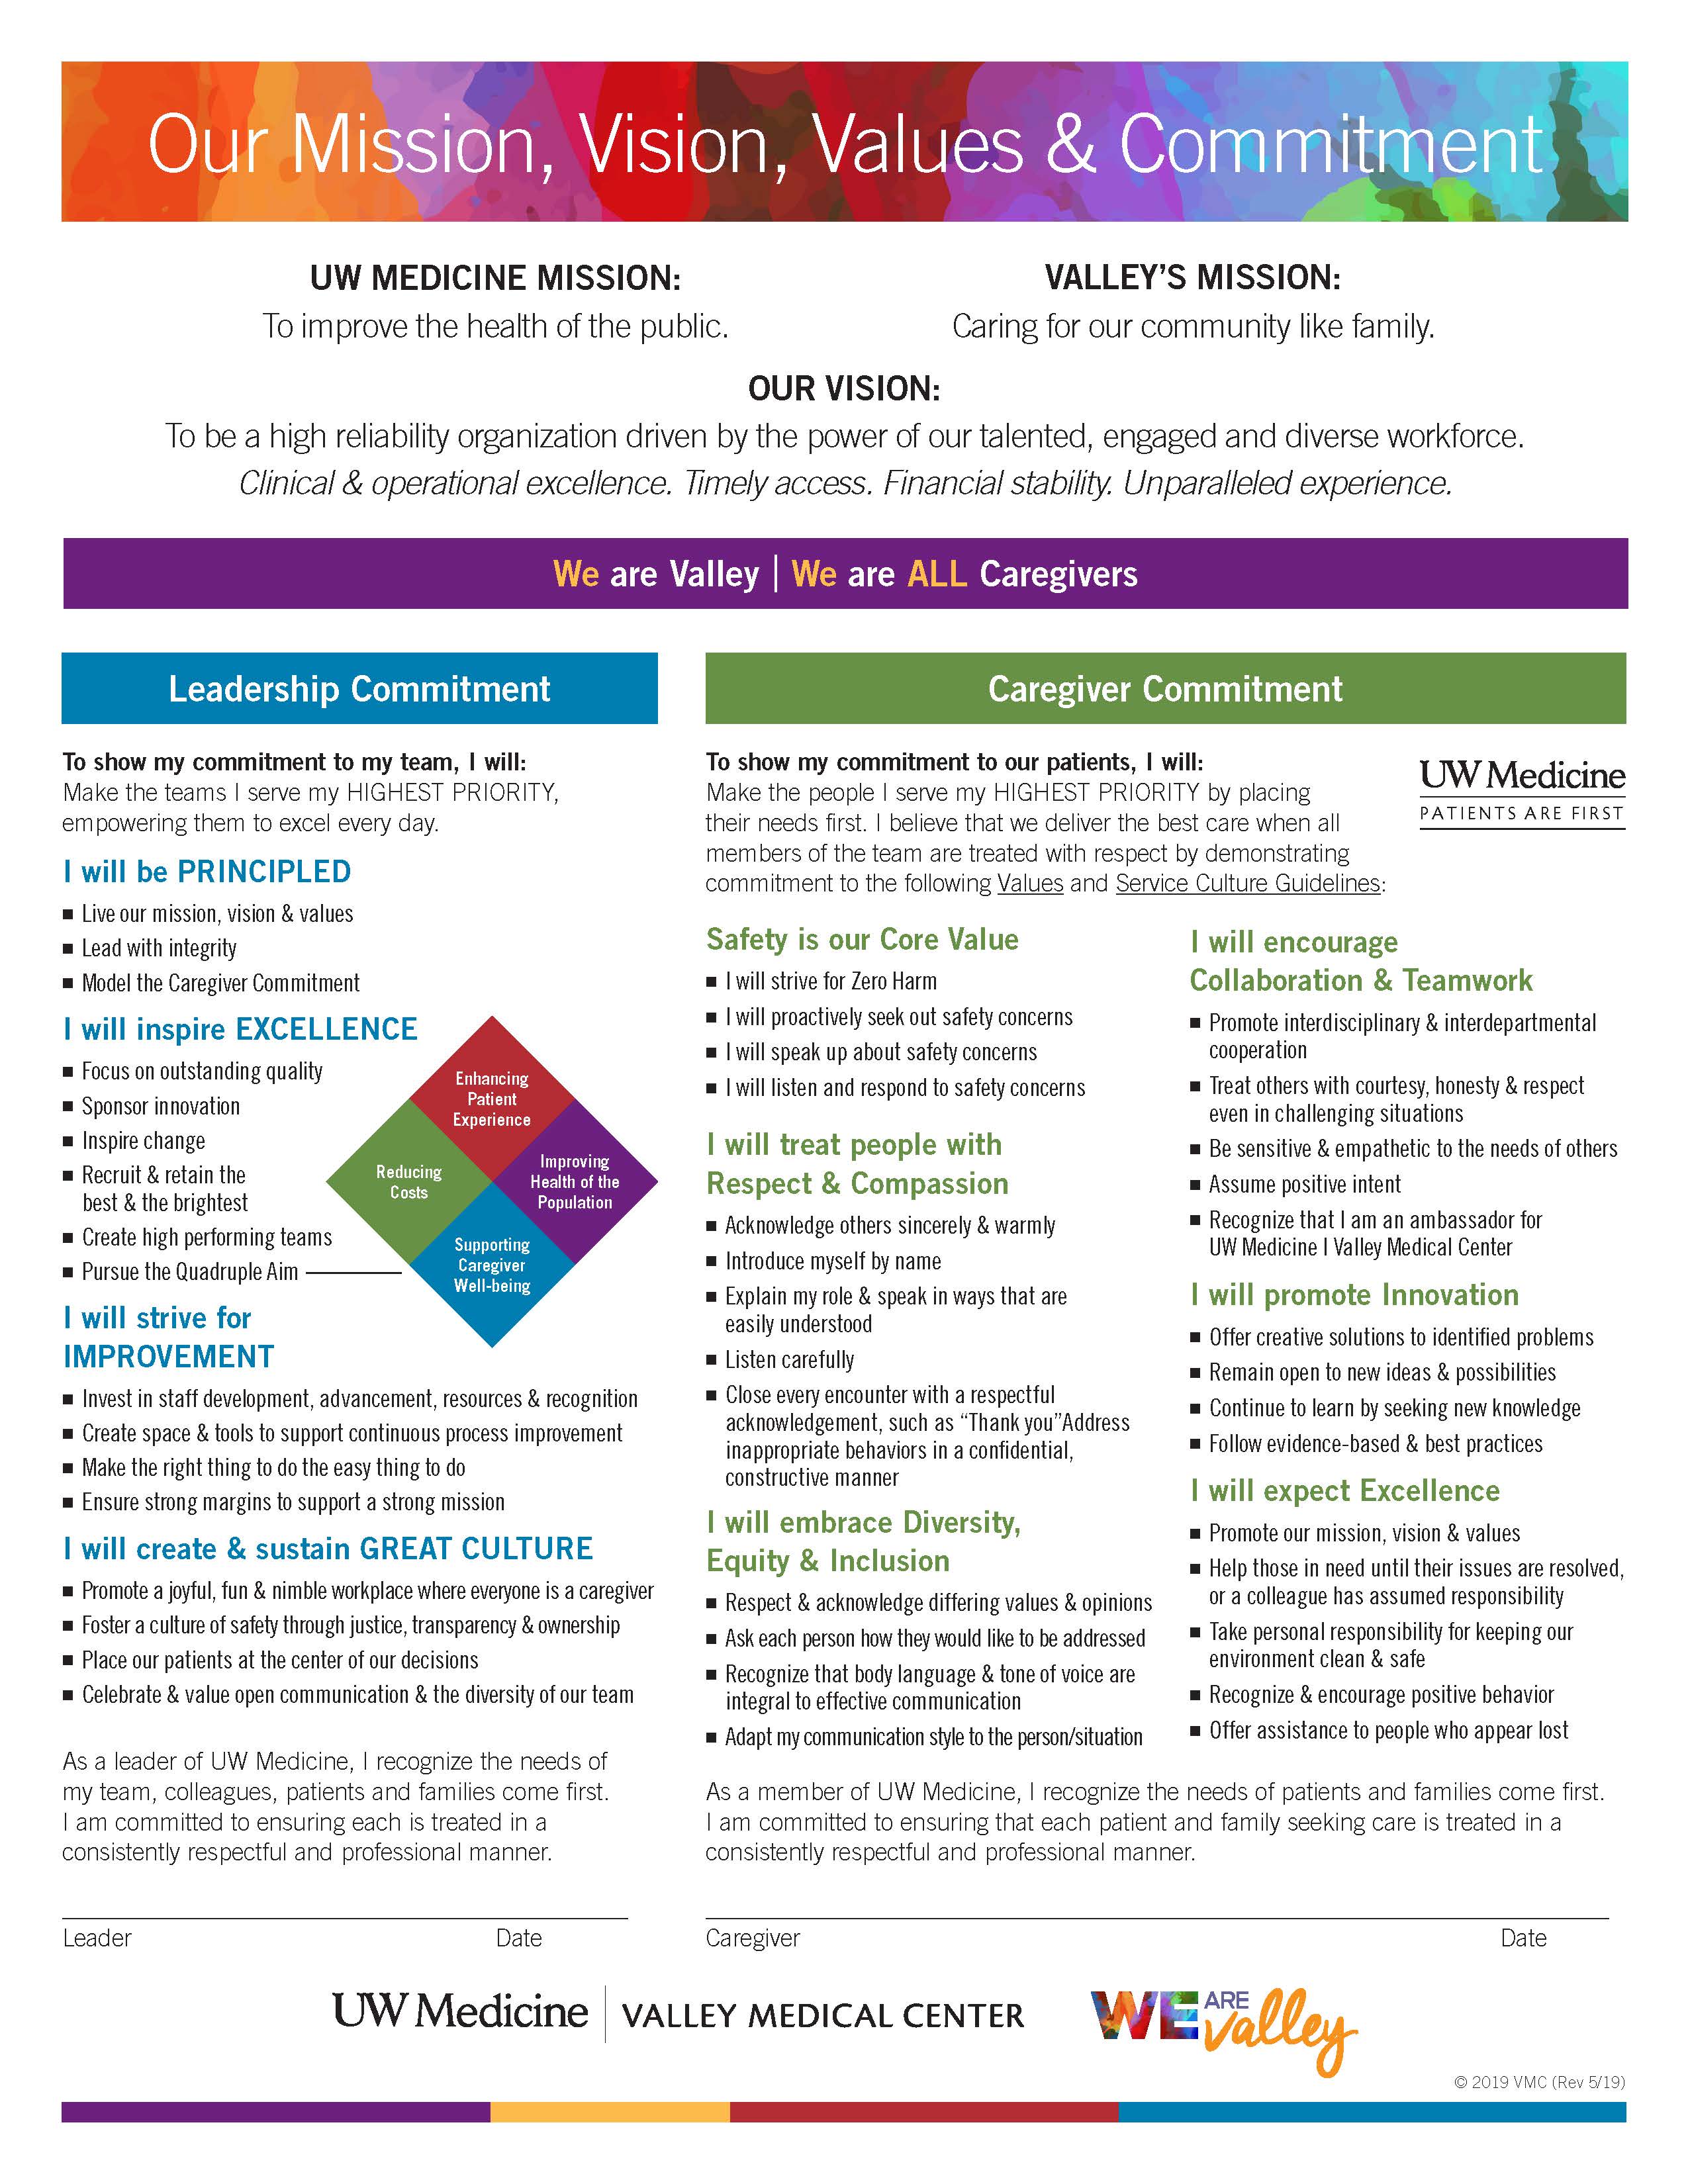 Our Mission, Vision, Values & Commitment
UW MEDICINE MISSION:
To improve the health of the public.
VALLEY’S MISSION:
Caring for our community like family.
OUR VISION:
To be a high reliability organization driven by the power of our talented, engaged and diverse workforce.
Clinical & operational excellence. Timely access. Financial stability. Unparalleled experience.
We are Valley | We are ALL Caregivers
Leadership Commitment
To show my commitment to my team, I will:
Make the teams I serve my HIGHEST PRIORITY,
empowering them to excel every day.
I will be PRINCIPLED
■ Live our mission, vision & values
■ Lead with integrity
■ Model the Caregiver Commitment
I will inspire EXCELLENCE
■ Focus on outstanding quality
■ Sponsor innovation
■ Inspire change
■ Recruit & retain the
best & the brightest
■ Create high performing teams
■ Pursue the Quadruple Aim
Enhancing
Patient
Experience
Reducing
Costs
Improving
Health of the
Population
Supporting
Caregiver
Well-being
I will strive for
IMPROVEMENT
■ Invest in staff development, advancement, resources & recognition
■ Create space & tools to support continuous process improvement
■ Make the right thing to do the easy thing to do
■ Ensure strong margins to support a strong mission
I will create & sustain GREAT CULTURE
■ Promote a joyful, fun & nimble workplace where everyone is a caregiver
■ Foster a culture of safety through justice, transparency & ownership
■ Place our patients at the center of our decisions
■ Celebrate & value open communication & the diversity of our team
As a leader of UW Medicine, I recognize the needs of
my team, colleagues, patients and families come first.
I am committed to ensuring each is treated in a
consistently respectful and professional manner.
Leader Date
Caregiver Commitment
To show my commitment to our patients, I will:
Make the people I serve my HIGHEST PRIORITY by placing
their needs first. I believe that we deliver the best care when all
members of the team are treated with respect by demonstrating
commitment to the following Values and Service Culture Guidelines:
UW Medicine
PATIENTS ARE FIRST
Safety is our Core Value
■ I will strive for Zero Harm
■ I will proactively seek out safety concerns
■ I will speak up about safety concerns
■ I will listen and respond to safety concerns
I will treat people with
Respect & Compassion
■ Acknowledge others sincerely & warmly
■ Introduce myself by name
■ Explain my role & speak in ways that are
easily understood
■ Listen carefully
■ Close every encounter with a respectful
acknowledgement, such as “Thank you”Address
inappropriate behaviors in a confidential,
constructive manner
I will embrace Diversity,
Equity & Inclusion
■ Respect & acknowledge differing values & opinions
■ Ask each person how they would like to be addressed
■ Recognize that body language & tone of voice are
integral to effective communication
■ Adapt my communication style to the person/situation
I will encourage
Collaboration & Teamwork
■ Promote interdisciplinary & interdepartmental
cooperation
■ Treat others with courtesy, honesty & respect
even in challenging situations
■ Be sensitive & empathetic to the needs of others
■ Assume positive intent
■ Recognize that I am an ambassador for
UW Medicine I Valley Medical Center
I will promote Innovation
■ Offer creative solutions to identified problems
■ Remain open to new ideas & possibilities
■ Continue to learn by seeking new knowledge
■ Follow evidence-based & best practices
I will expect Excellence
■ Promote our mission, vision & values
■ Help those in need until their issues are resolved,
or a colleague has assumed responsibility
■ Take personal responsibility for keeping our
environment clean & safe
■ Recognize & encourage positive behavior
■ Offer assistance to people who appear lost
As a member of UW Medicine, I recognize the needs of patients and families come first.
I am committed to ensuring that each patient and family seeking care is treated in a
consistently respectful and professional manner.
Caregiver Date
UW Medicine | VALLEY MEDICAL CENTER
WE ARE valley
© 2019 VMC (Rev 5/19)